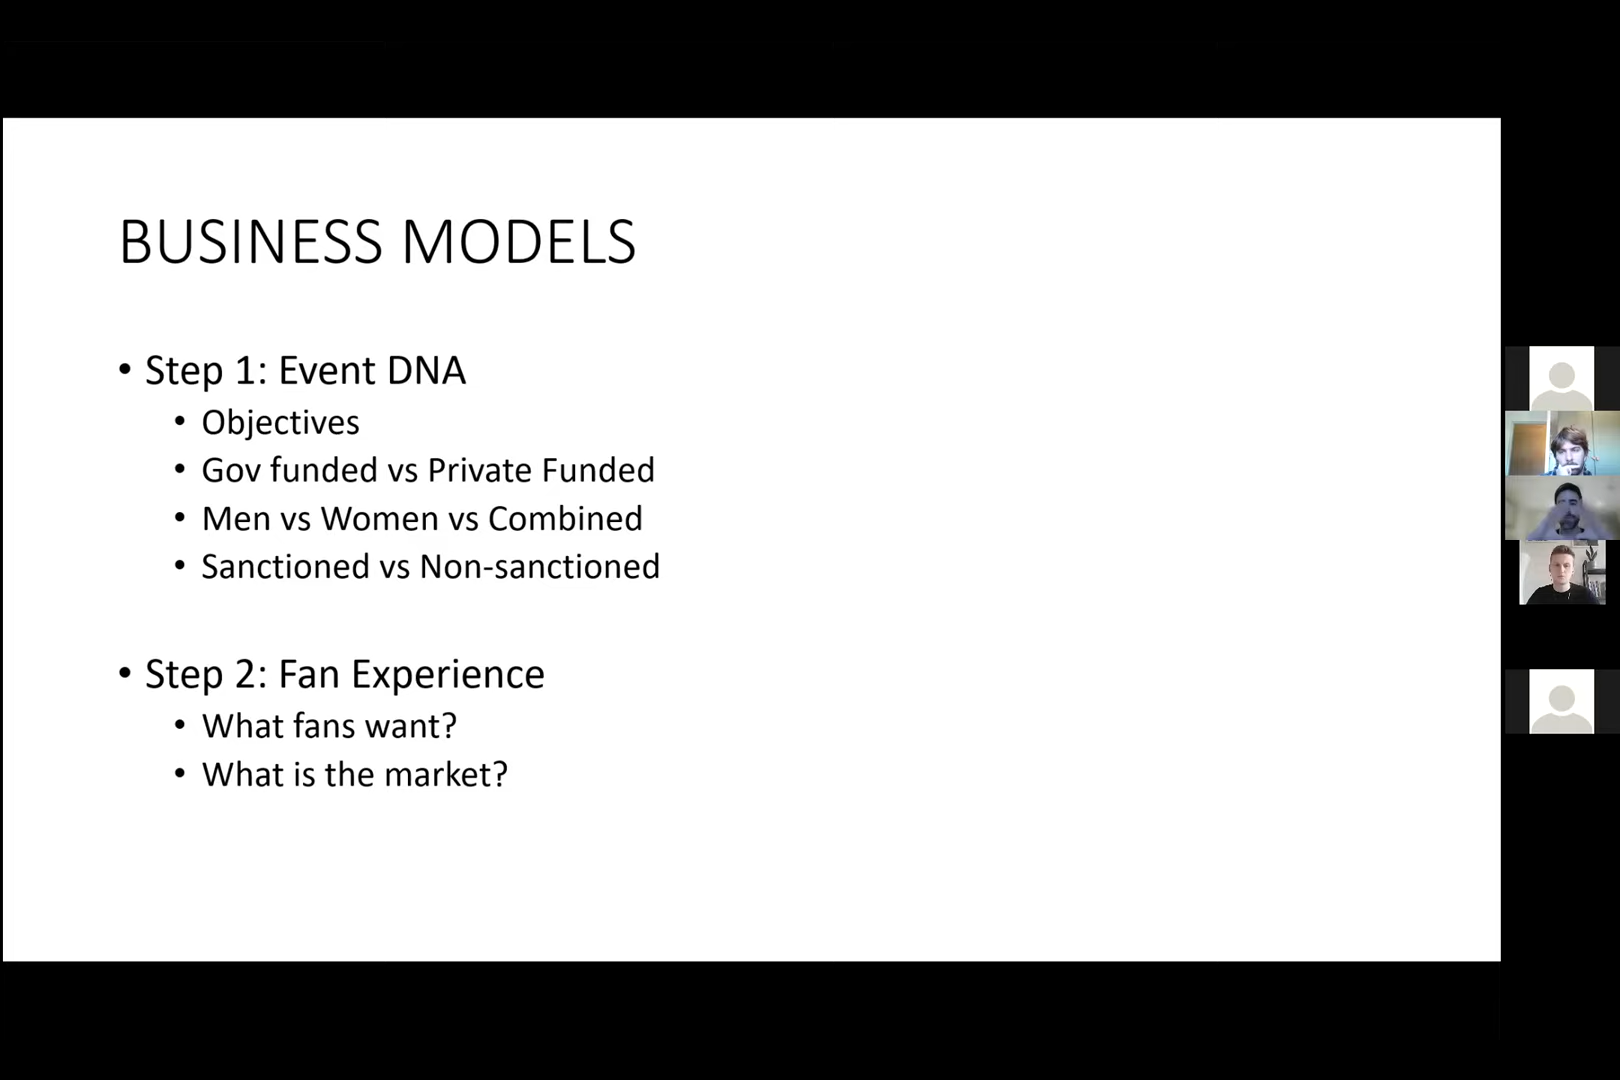 BUSINESS MODELS
• Step 1: Event DNA
• Objectives
• Gov funded vs Private Funded
• Men vs Women vs Combined
• Sanctioned vs Non-sanctioned
• Step 2: Fan Experience
• What fans want?
• What is the market?